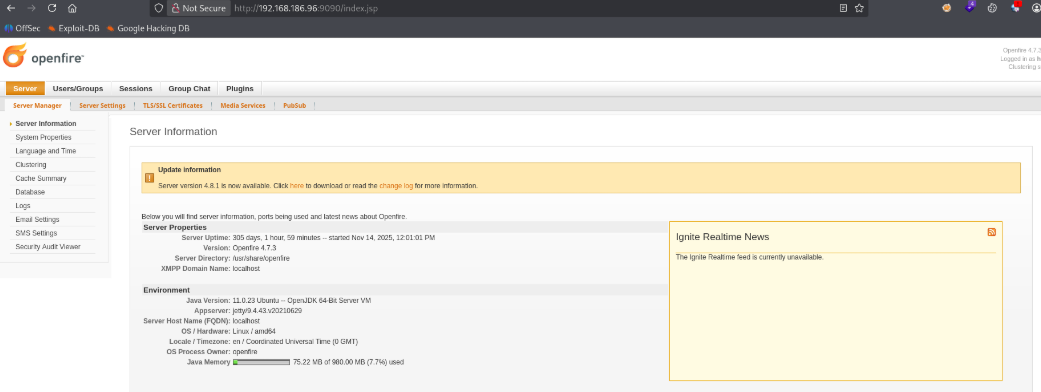 Not Secure http://192.168.186.96:9090/index.jsp
4
OffSec Exploit-DB Google Hacking DB
openfire
Openfire 4.7.3
Logged in as
Clustering
Server Users/Groups Sessions Group Chat Plugins
Server Manager Server Settings TLS/SSL Certificates Media Services PubSub
Server Information
System Properties
Language and Time
Clustering
Cache Summary
Database
Logs
Email Settings
SMS Settings
Security Audit Viewer
Server Information
Update information
Server version 4.8.1 is now available. Click here to download or read the change log for more information.
Below you will find server information, ports being used and latest news about Openfire.
Server Properties
Server Uptime: 305 days, 1 hour, 59 minutes -- started Nov 14, 2025, 12:01:01 PM
Version: Openfire 4.7.3
Server Directory: /usr/share/openfire
XMPP Domain Name: localhost
Environment
Java Version: 11.0.23 Ubuntu -- OpenJDK 64-Bit Server VM
Appserver: jetty/9.4.43.v20210629
Server Host Name (FQDN): localhost
OS / Hardware: Linux / amd64
Locale / Timezone: en / Coordinated Universal Time (0 GMT)
OS Process Owner: openfire
Java Memory 75.22 MB of 980.00 MB (7.7%) used
Ignite Realtime News
The Ignite Realtime feed is currently unavailable.